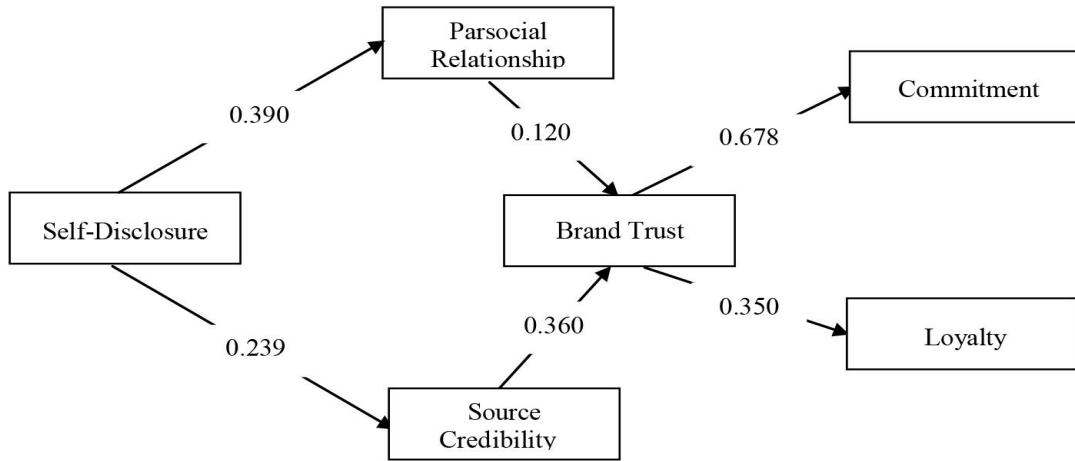 Parsocial
Relationship
Commitment
0.390
0.120
0.678
Self-Disclosure
Brand Trust
0.239
0.360
0.350
Loyalty
Source
Credibility